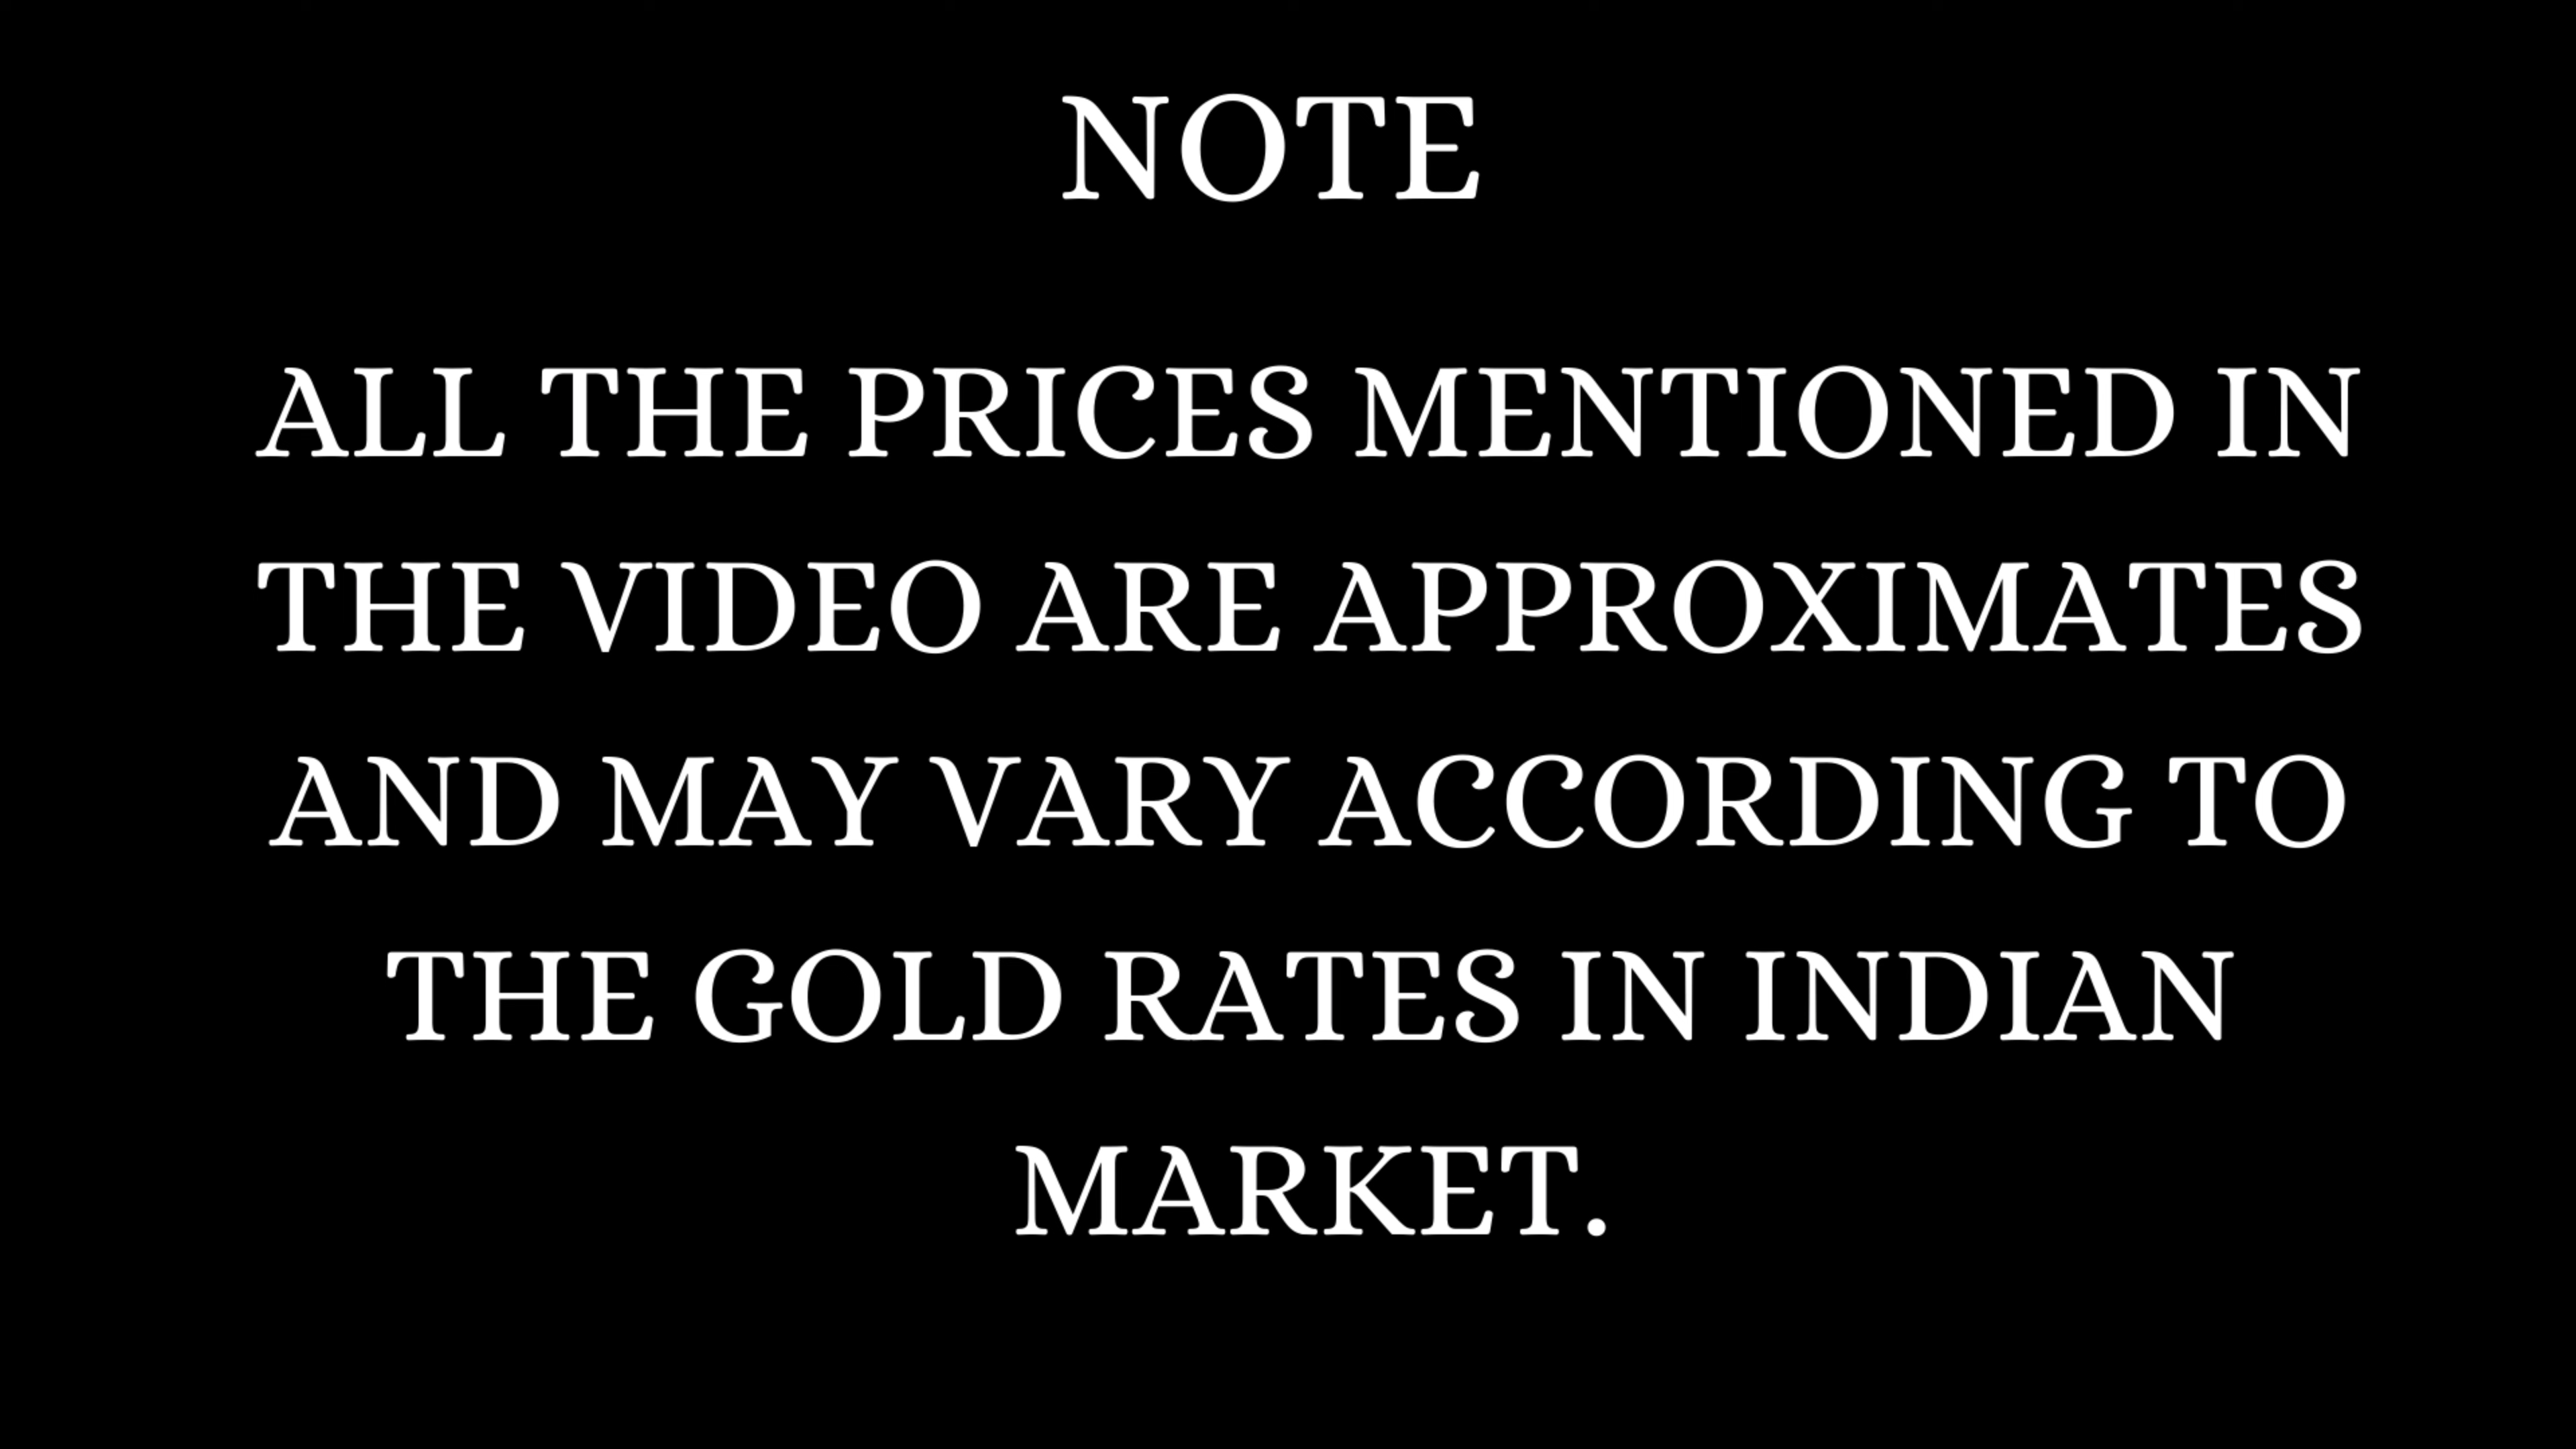 NOTE
ALL THE PRICES MENTIONED IN
THE VIDEO ARE APPROXIMATES
AND MAY VARY ACCORDING TO
THE GOLD RATES IN INDIAN
MARKET.